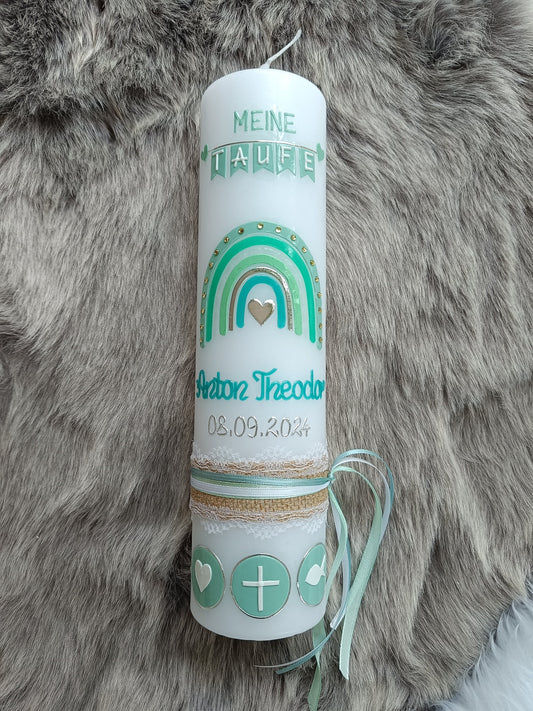 MEINE
TAUFE
Anton Theodor
08.09.2024